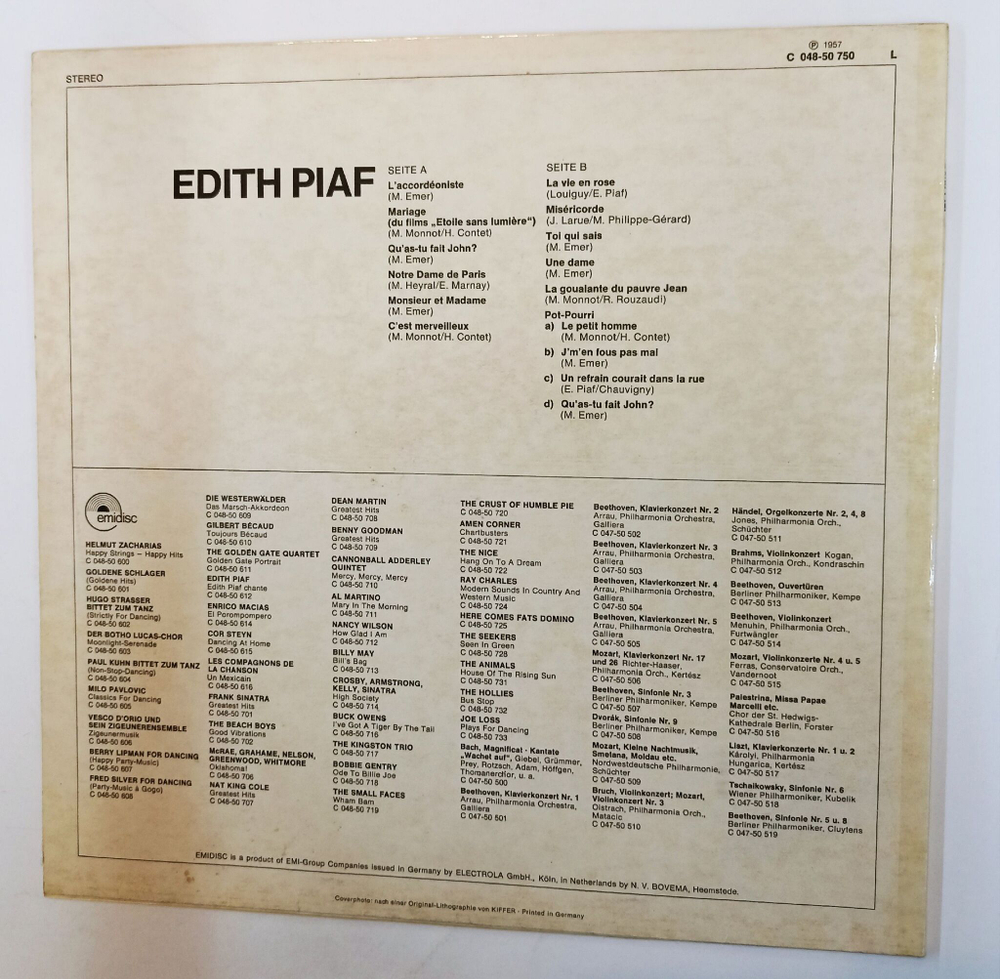 STEREO
℗ 1957
C 048-50 750 L
EDITH PIAF
SEITE A
L'accordéoniste
(M. Emer)
Mariage
(du films „Etoile sans lumière“)
(M. Monnot/H. Contet)
Qu'as-tu fait John?
(M. Emer)
Notre Dame de Paris
(M. Heyral/E. Marnay)
Monsieur et Madame
(M. Emer)
C'est merveilleux
(M. Monnot/H. Contet)
SEITE B
La vie en rose
(Louiguy/E. Piaf)
Miséricorde
(J. Larue/M. Philippe-Gérard)
Toi qui sais
(M. Emer)
Une dame
(M. Emer)
La goualante du pauvre Jean
(M. Monnot/R. Rouzaudi)
Pot-Pourri
a) Le petit homme
(M. Monnot/H. Contet)
b) J'm'en fous pas mal
(M. Emer)
c) Un refrain courait dans la rue
(E. Piaf/Chauvigny)
d) Qu'as-tu fait John?
(M. Emer)
emidisc
HELMUT ZACHARIAS
Happy Strings – Happy Hits
C 048-50 600
GOLDENE SCHLAGER
(Goldene Hits)
C 048-50 601
HUGO STRASSER
BITTET ZUM TANZ
(Strictly For Dancing)
C 048-50 602
DER BOTHO LUCAS-CHOR
Moonlight-Serenade
C 048-50 603
PAUL KUHN BITTET ZUM TANZ
(Non-Stop-Dancing)
C 048-50 604
MILO PAVLOVIC
Classics For Dancing
C 048-50 605
VESCO D'ORIO UND
SEIN ZIGEUNERENSEMBLE
Zigeunermusik
C 048-50 606
BERRY LIPMAN FOR DANCING
(Happy Party-Music)
C 048-50 607
FRED SILVER FOR DANCING
(Party-Music à Gogo)
C 048-50 608
DIE WESTERWÄLDER
Das Marsch-Akkordeon
C 048-50 609
GILBERT BÉCAUD
Toujours Bécaud
C 048-50 610
THE GOLDEN GATE QUARTET
Golden Gate Portrait
C 048-50 611
EDITH PIAF
Edith Piaf chante
C 048-50 612
ENRICO MACIAS
El Porompompero
C 048-50 614
COR STEYN
Dancing At Home
C 048-50 615
LES COMPAGNONS DE
LA CHANSON
Un Mexicain
C 048-50 616
FRANK SINATRA
Greatest Hits
C 048-50 701
THE BEACH BOYS
Good Vibrations
C 048-50 702
McRAE, GRAHAME, NELSON,
GREENWOOD, WHITMORE
Oklahoma!
C 048-50 706
NAT KING COLE
Greatest Hits
C 048-50 707
DEAN MARTIN
Greatest Hits
C 048-50 708
BENNY GOODMAN
Greatest Hits
C 048-50 709
CANNONBALL ADDERLEY
QUINTET
Mercy, Mercy, Mercy
C 048-50 710
AL MARTINO
Mary In The Morning
C 048-50 711
NANCY WILSON
How Glad I Am
C 048-50 712
BILLY MAY
Bill's Bag
C 048-50 713
CROSBY, ARMSTRONG,
KELLY, SINATRA
High Society
C 048-50 714
BUCK OWENS
I've Got A Tiger By The Tail
C 048-50 716
THE KINGSTON TRIO
C 048-50 717
BOBBIE GENTRY
Ode To Billie Joe
C 048-50 718
THE SMALL FACES
Wham Bam
C 048-50 719
THE CRUST OF HUMBLE PIE
C 048-50 720
AMEN CORNER
Chartbusters
C 048-50 721
THE NICE
Hang On To A Dream
C 048-50 722
RAY CHARLES
Modern Sounds In Country And
Western Music
C 048-50 724
HERE COMES FATS DOMINO
C 048-50 725
THE SEEKERS
Seen In Green
C 048-50 728
THE ANIMALS
House Of The Rising Sun
C 048-50 731
THE HOLLIES
Bus Stop
C 048-50 732
JOE LOSS
Plays For Dancing
C 048-50 733
Bach, Magnificat · Kantate
„Wachet auf“, Giebel, Grümmer,
Prey, Rotzsch, Adam, Höffgen,
Thomanerchor, u. a.
C 047-50 500
Beethoven, Klavierkonzert Nr. 1
Arrau, Philharmonia Orchestra,
Galliera
C 047-50 501
Beethoven, Klavierkonzert Nr. 2
Arrau, Philharmonia Orchestra,
Galliera
C 047-50 502
Beethoven, Klavierkonzert Nr. 3
Arrau, Philharmonia Orchestra,
Galliera
C 047-50 503
Beethoven, Klavierkonzert Nr. 4
Arrau, Philharmonia Orchestra,
Galliera
C 047-50 504
Beethoven, Klavierkonzert Nr. 5
Arrau, Philharmonia Orchestra,
Galliera
C 047-50 505
Mozart, Klavierkonzert Nr. 17
und 26 Richter-Haaser,
Philharmonia Orch., Kertész
C 047-50 506
Beethoven, Sinfonie Nr. 3
Berliner Philharmoniker, Kempe
C 047-50 507
Dvorák, Sinfonie Nr. 9
Berliner Philharmoniker, Kempe
C 047-50 508
Mozart, Kleine Nachtmusik,
Smetana, Moldau etc.
Nordwestdeutsche Philharmonie,
Schüchter
C 047-50 509
Bruch, Violinkonzert; Mozart,
Violinkonzert Nr. 3
Oistrach, Philharmonia Orch.,
Matacic
C 047-50 510
Händel, Orgelkonzerte Nr. 2, 4, 8
Jones, Philharmonia Orch.,
Schüchter
C 047-50 511
Brahms, Violinkonzert Kogan,
Philharmonia Orch., Kondraschin
C 047-50 512
Beethoven, Ouvertüren
Berliner Philharmoniker, Kempe
C 047-50 513
Beethoven, Violinkonzert
Menuhin, Philharmonia Orch.,
Furtwängler
C 047-50 514
Mozart, Violinkonzerte Nr. 4 u. 5
Ferras, Conservatoire Orch.,
Vandernoot
C 047-50 515
Palestrina, Missa Papae
Marcelli etc.
Chor der St. Hedwigs-
Kathedrale Berlin, Forster
C 047-50 516
Liszt, Klavierkonzerte Nr. 1 u. 2
Károlyi, Philharmonia
Hungarica, Kertész
C 047-50 517
Tschaikowsky, Sinfonie Nr. 6
Wiener Philharmoniker, Kubelik
C 047-50 518
Beethoven, Sinfonie Nr. 5 u. 8
Berliner Philharmoniker, Cluytens
C 047-50 519
EMIDISC is a product of EMI-Group Companies issued in Germany by ELECTROLA GmbH., Köln, in Netherlands by N. V. BOVEMA, Heemstede.
Coverphoto: nach einer Original-Lithographie von KIFFER · Printed in Germany